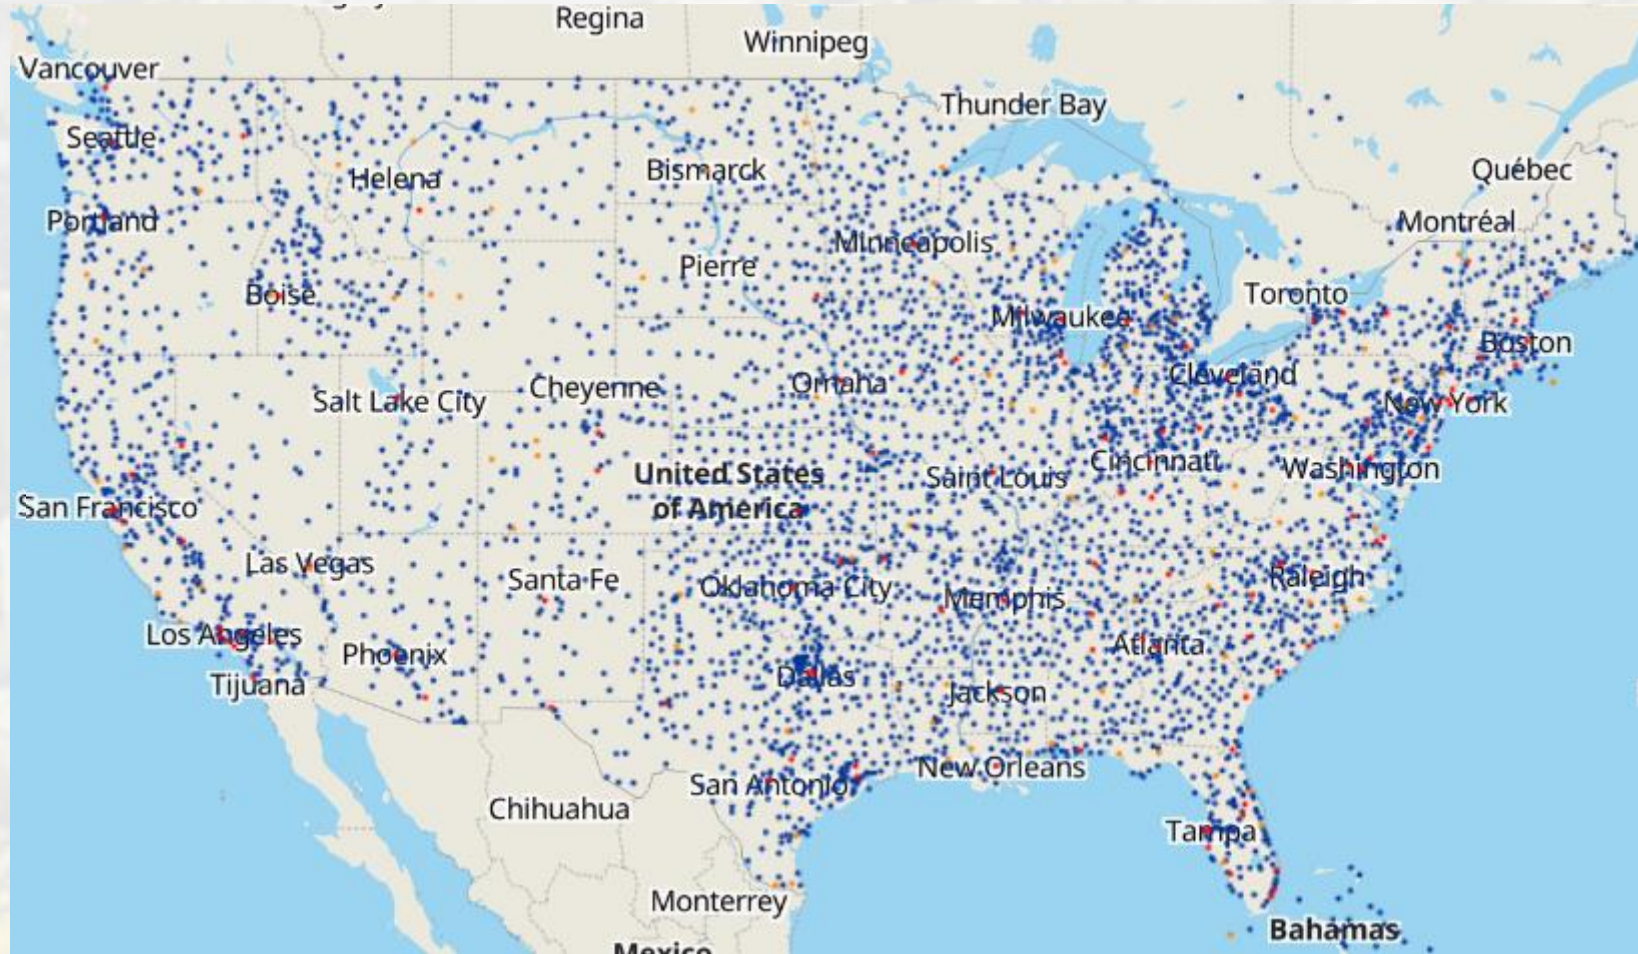 Regina
Winnipeg
Vancouver
Thunder Bay
Seattle
Helena
Bismarck
Québec
Portland
Montréal
Minneapolis
Pierre
Boise
Toronto
Milwaukee
Boston
Cleveland
Salt Lake City
Cheyenne
Omaha
New York
United States
of America
Saint Louis
Cincinnati
Washington
San Francisco
Las Vegas
Santa Fe
Oklahoma City
Memphis
Raleigh
Los Angeles
Phoenix
Atlanta
Tijuana
Dallas
Jackson
San Antonio
New Orleans
Chihuahua
Tampa
Monterrey
Bahamas
Mexico